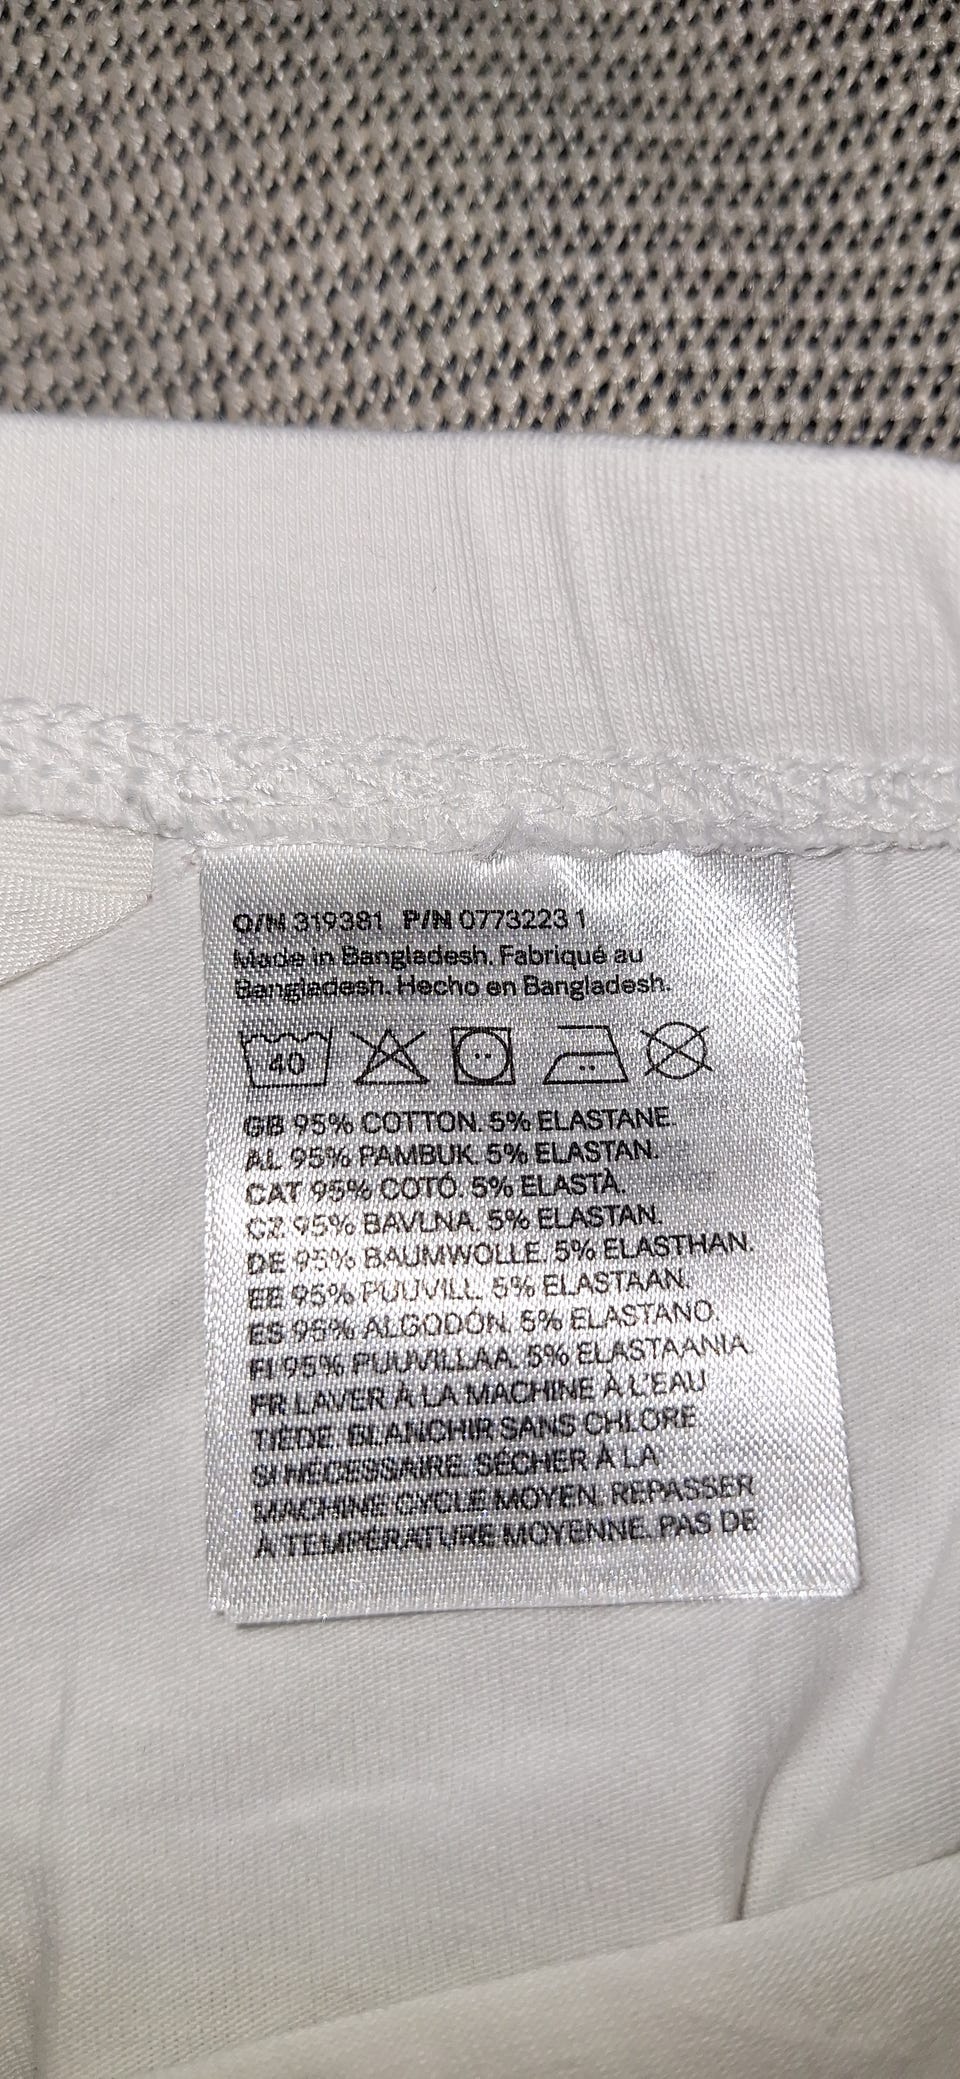 O/N 319381 P/N 0773223 1
Made in Bangladesh. Fabriqué au
Bangladesh. Hecho en Bangladesh.
40
GB 95% COTTON. 5% ELASTANE.
AL 95% PAMBUK. 5% ELASTAN.
CAT 95% COTÓ. 5% ELASTÀ.
CZ 95% BAVLNA. 5% ELASTAN.
DE 95% BAUMWOLLE. 5% ELASTHAN.
EE 95% PUUVILL. 5% ELASTAAN.
ES 95% ALGODÓN. 5% ELASTANO.
FI 95% PUUVILLAA. 5% ELASTAANIA.
FR LAVER À LA MACHINE À L'EAU
TIÈDE. BLANCHIR SANS CHLORE
SI NECESSAIRE. SÉCHER À LA
MACHINE CYCLE MOYEN. REPASSER
À TEMPÉRATURE MOYENNE. PAS DE